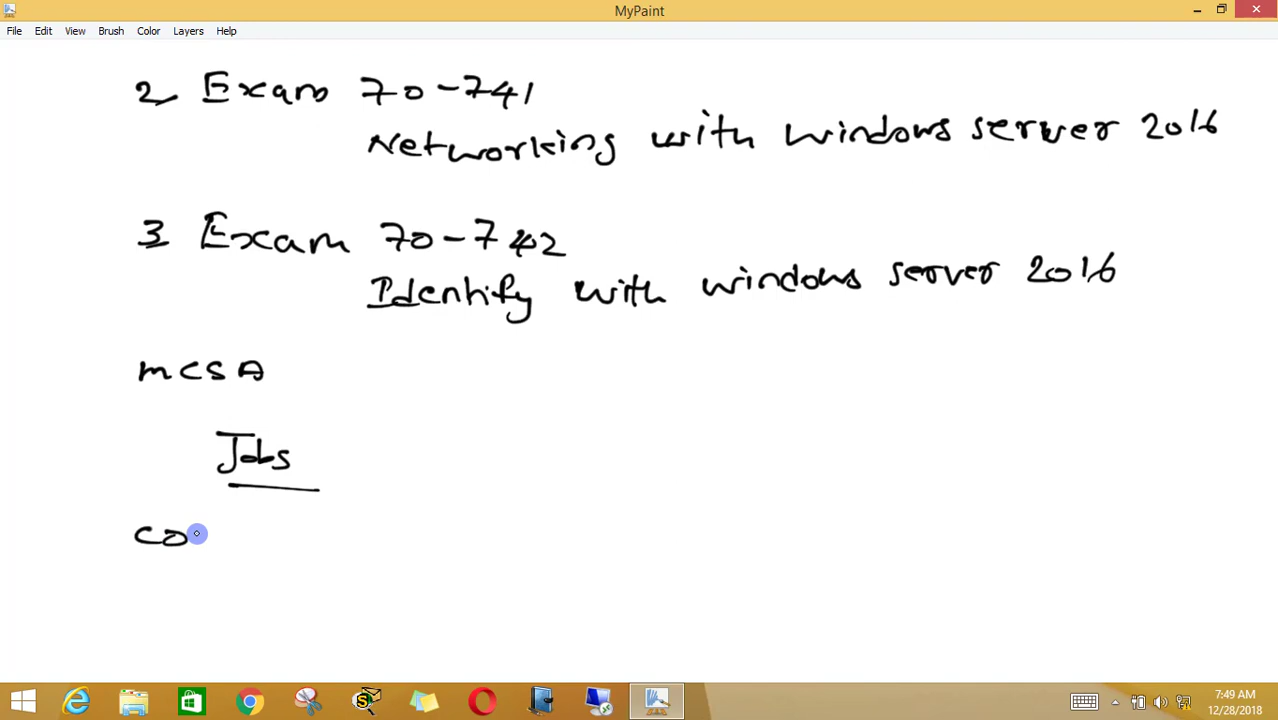 MyPaint
File Edit View Brush Color Layers Help
2 Exam 70-741
Networking with windows server 2016
3 Exam 70-742
Identify with windows server 2016
MCSA
Jobs
Co
7:49 AM
12/28/2018